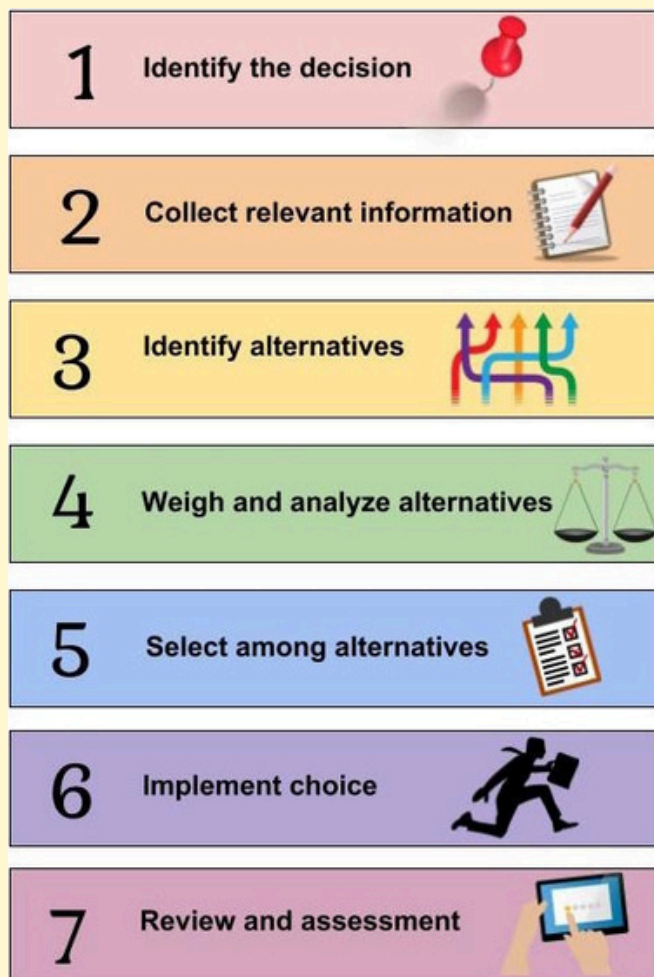 1 Identify the decision
2 Collect relevant information
3 Identify alternatives
4 Weigh and analyze alternatives
5 Select among alternatives
6 Implement choice
7 Review and assessment